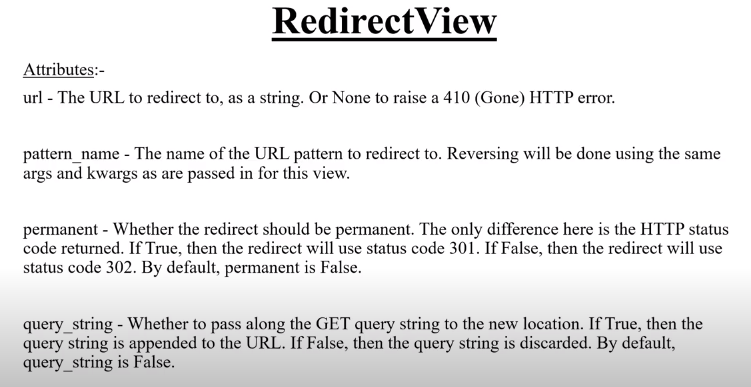 RedirectView
Attributes:-
url - The URL to redirect to, as a string. Or None to raise a 410 (Gone) HTTP error.
pattern_name - The name of the URL pattern to redirect to. Reversing will be done using the same
args and kwargs as are passed in for this view.
permanent - Whether the redirect should be permanent. The only difference here is the HTTP status
code returned. If True, then the redirect will use status code 301. If False, then the redirect will use
status code 302. By default, permanent is False.
query_string - Whether to pass along the GET query string to the new location. If True, then the
query string is appended to the URL. If False, then the query string is discarded. By default,
query_string is False.